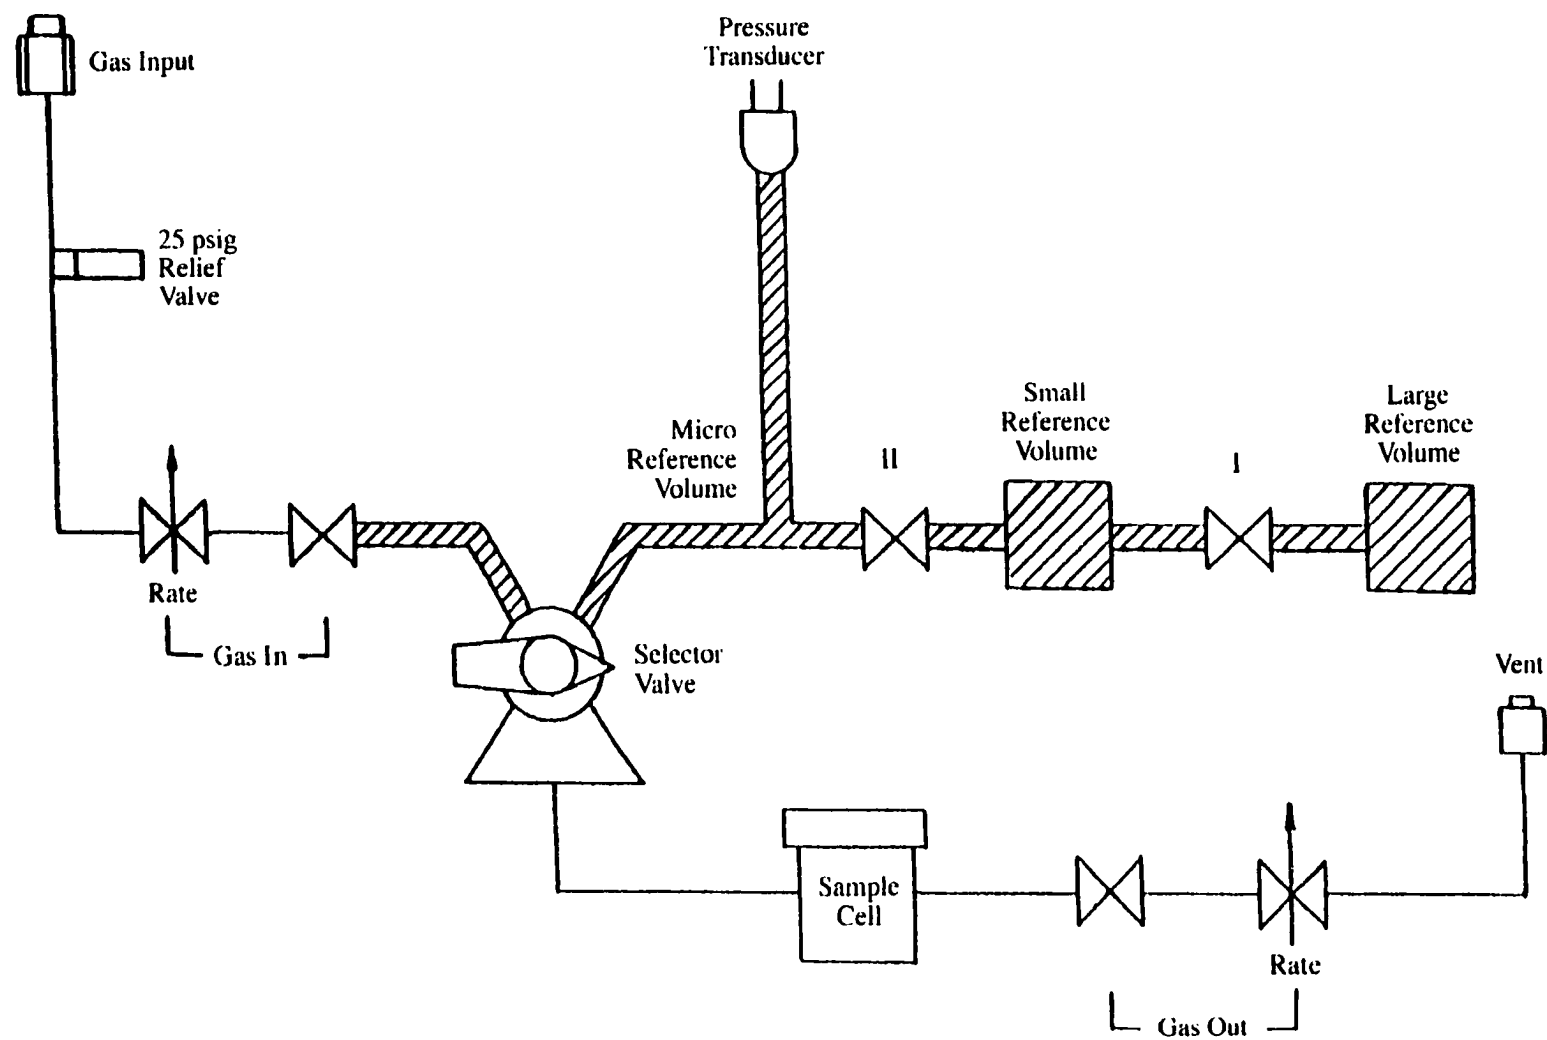 Pressure
Transducer
Gas Input
25 psig
Relief
Valve
Small
Reference
Volume
Large
Reference
Volume
Micro
Reference
Volume
II
I
Rate
Gas In
Selector
Valve
Vent
Sample
Cell
Rate
Gas Out